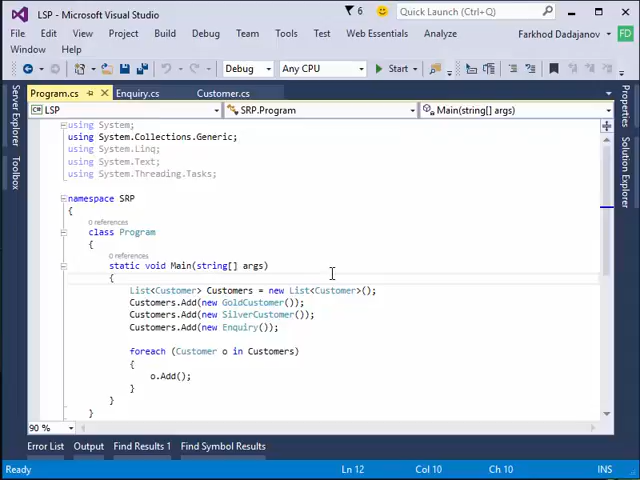 LSP - Microsoft Visual Studio
6
Quick Launch (Ctrl+Q)
File Edit View Project Build Debug Team Tools Test Web Essentials Analyze
Farkhod Dadajanov FD
Window Help
Debug Any CPU Start
Program.cs Enquiry.cs Customer.cs
LSP SRP.Program Main(string[] args)
Server Explorer
Toolbox
Properties
Solution Explorer
using System;
using System.Collections.Generic;
using System.Linq;
using System.Text;
using System.Threading.Tasks;
namespace SRP
{
0 references
class Program
{
0 references
static void Main(string[] args)
{
List<Customer> Customers = new List<Customer>();
Customers.Add(new GoldCustomer());
Customers.Add(new SilverCustomer());
Customers.Add(new Enquiry());
foreach (Customer o in Customers)
{
o.Add();
}
}
}
90 %
Error List Output Find Results 1 Find Symbol Results
Ready Ln 12 Col 10 Ch 10 INS